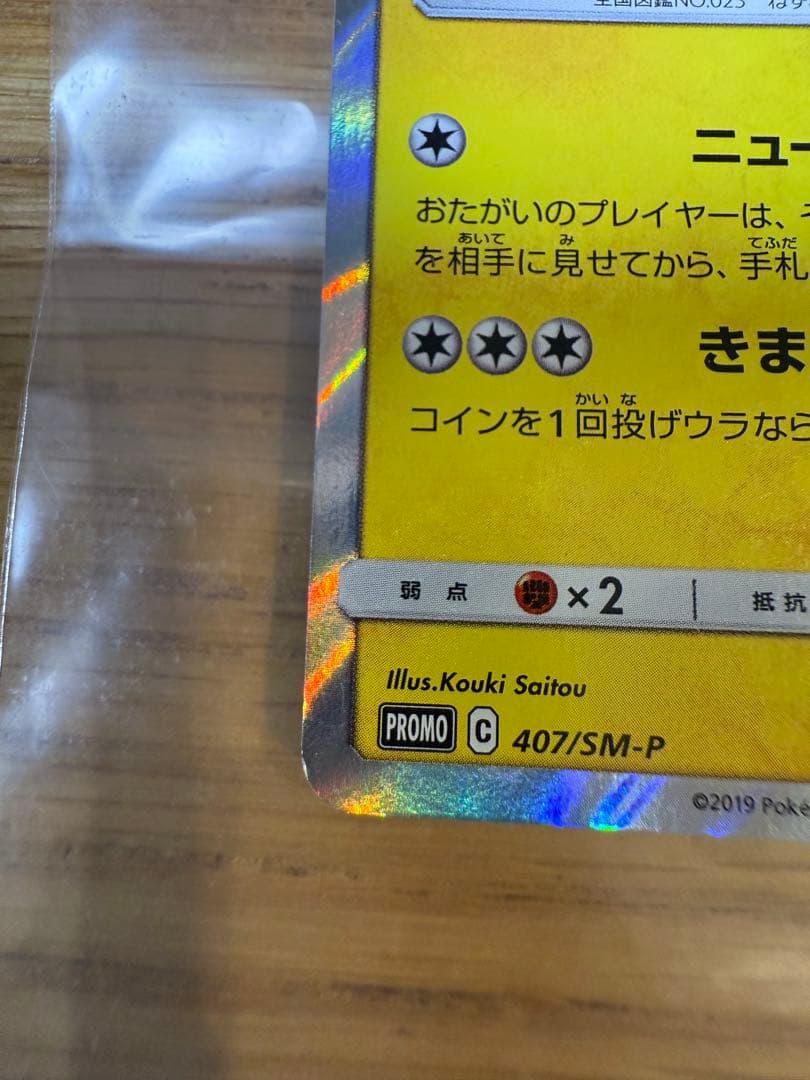 全国図鑑NO.025 ねず
ニュー
おたがいのプレイヤーは、そ
あいて み てふだ
を相手に見せてから、手札
きま
かい な
コインを1回投げウラなら
弱点 ×2 抵抗
Illus.Kouki Saitou
PROMO C 407/SM-P
©2019 Poké